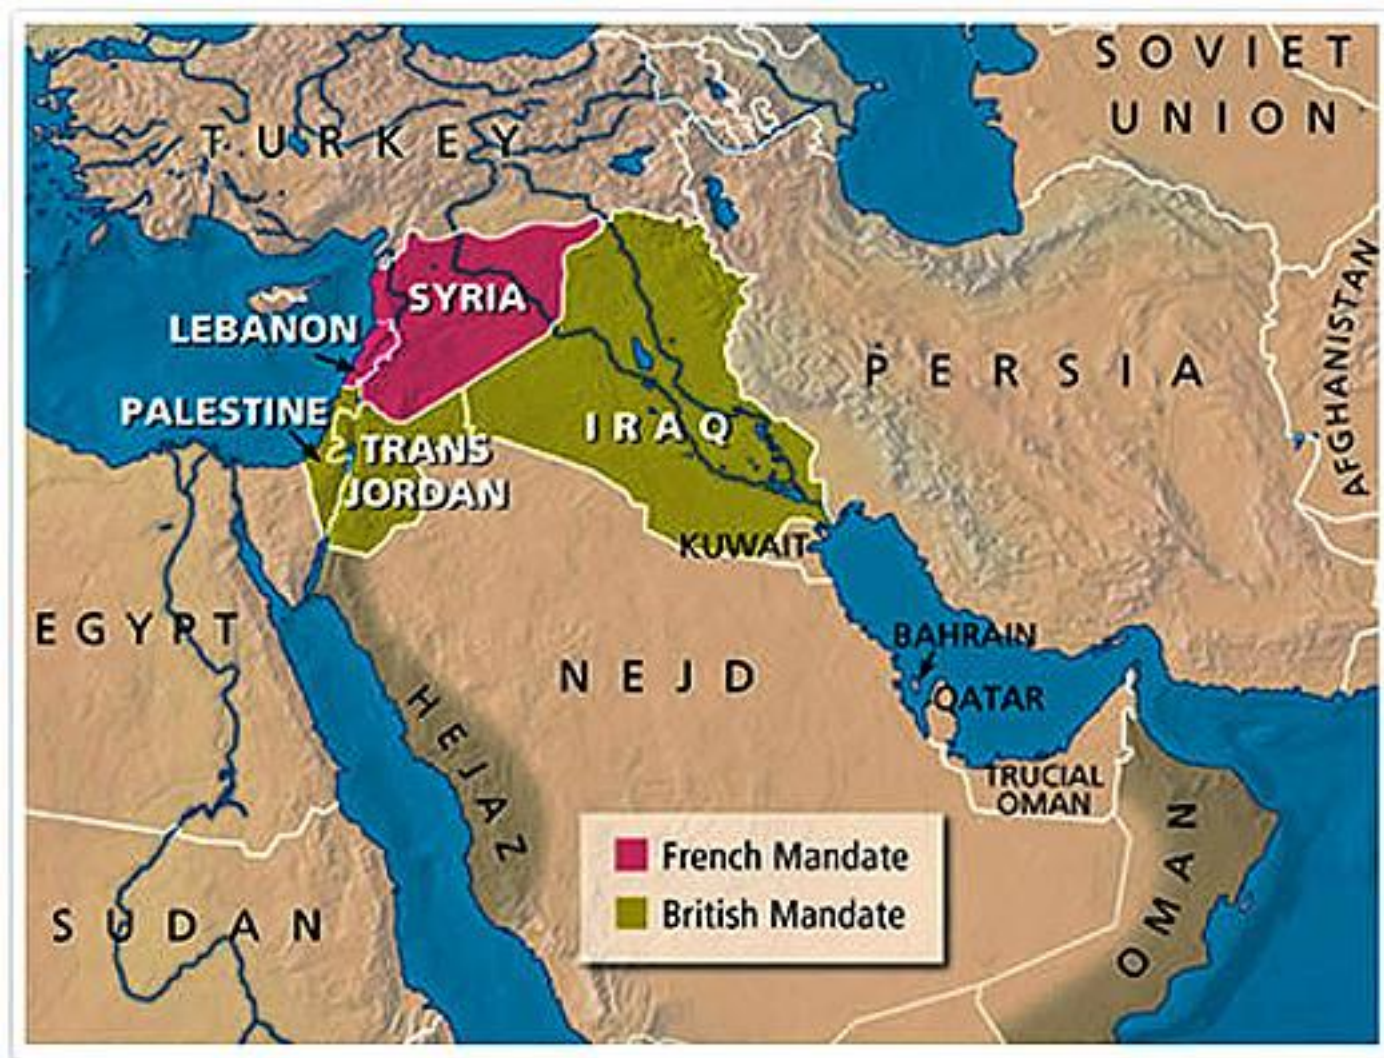 SOVIET
UNION
TURKEY
SYRIA
LEBANON
AFGHANISTAN
PERSIA
PALESTINE
IRAQ
TRANS
JORDAN
KUWAIT
EGYPT
BAHRAIN
NEJD
QATAR
HEJAZ
TRUCIAL
OMAN
French Mandate
British Mandate
OMAN
SUDAN